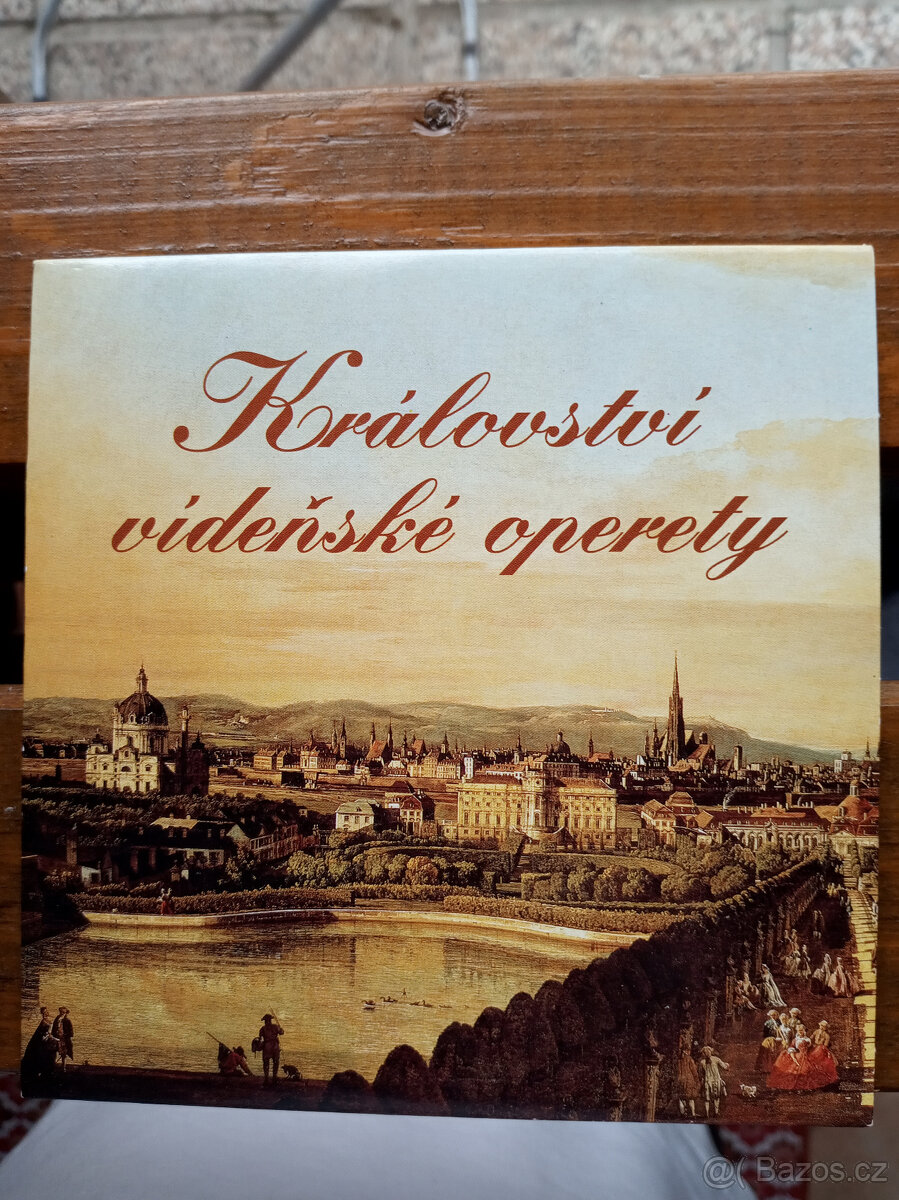 Království
vídeňské operety
@( Bazos.cz